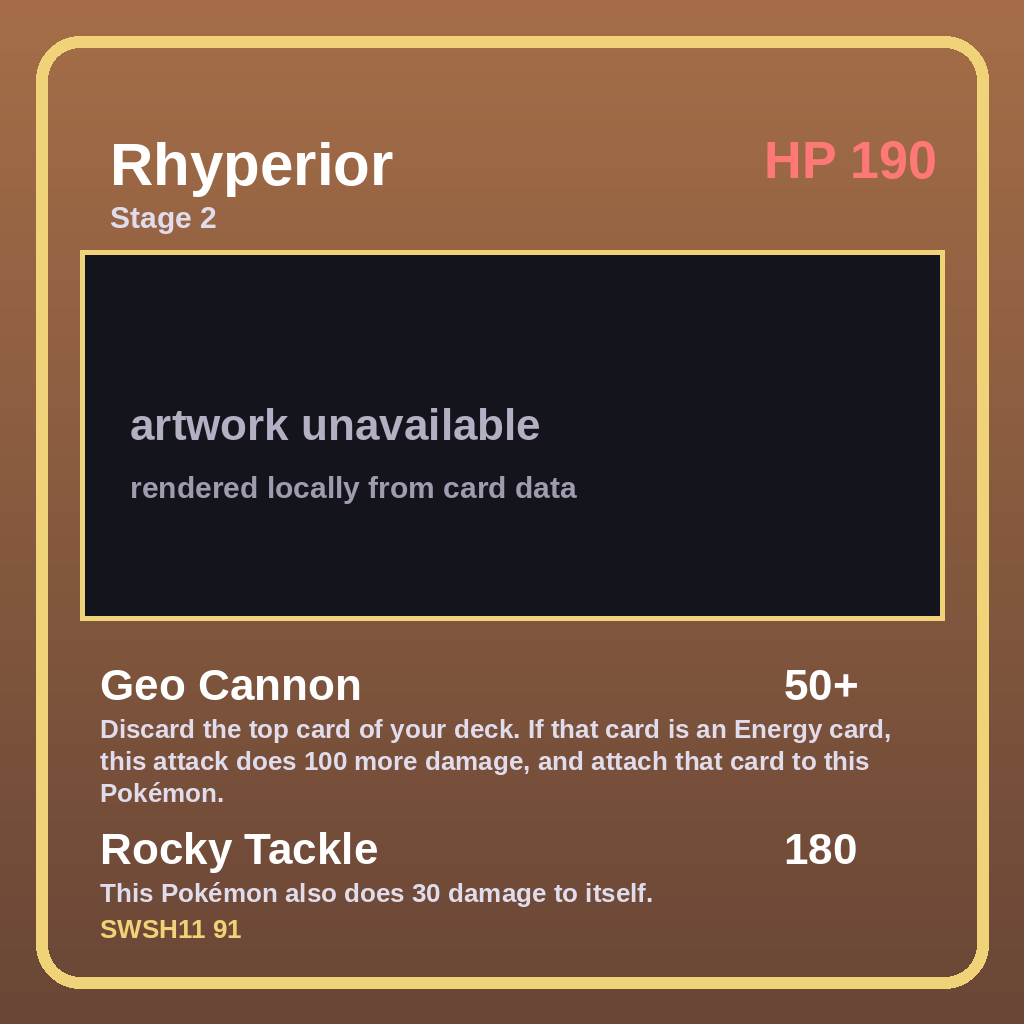 Rhyperior
HP 190
Stage 2
artwork unavailable
rendered locally from card data
Geo Cannon
50+
Discard the top card of your deck. If that card is an Energy card,
this attack does 100 more damage, and attach that card to this
Pokémon.
Rocky Tackle
180
This Pokémon also does 30 damage to itself.
SWSH11 91